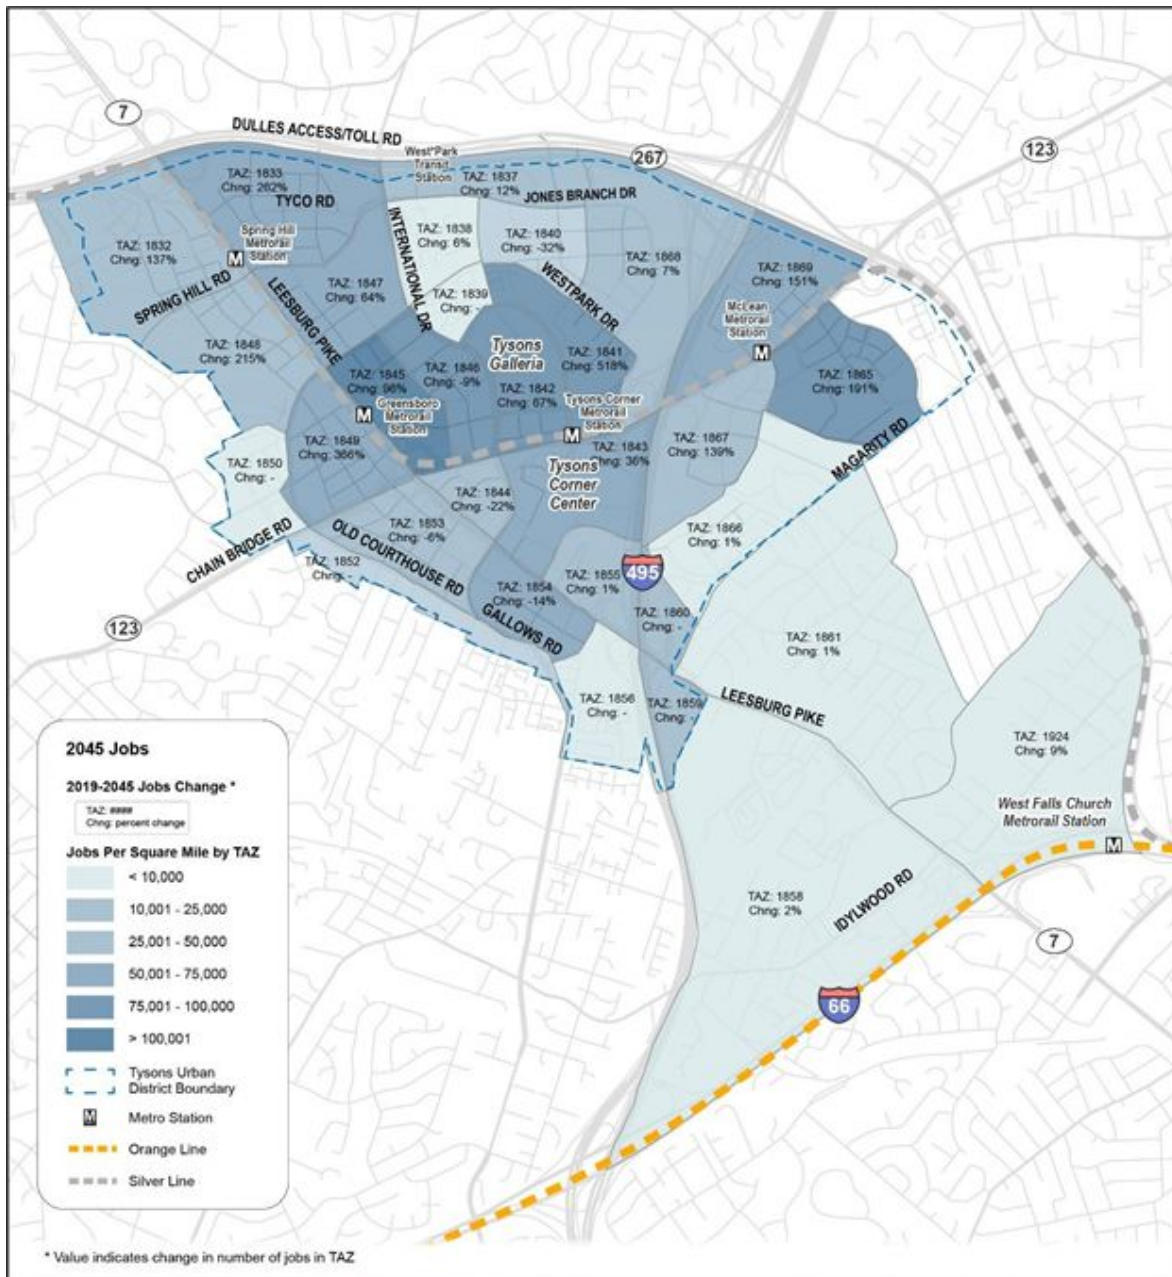 7
DULLES ACCESS/TOLL RD
267
123
West*Park
Transit
Station
TAZ: 1833
Chng: 262%
TYCO RD
TAZ: 1837
Chng: 12%
JONES BRANCH DR
INTERNATIONAL DR
TAZ: 1838
Chng: 6%
TAZ: 1840
Chng: -32%
TAZ: 1832
Chng: 137%
Spring Hill
Metrorail
Station
M
TAZ: 1868
Chng: 7%
TAZ: 1869
Chng: 151%
SPRING HILL RD
LEESBURG PIKE
TAZ: 1847
Chng: 64%
TAZ: 1839
Chng: -
WESTPARK DR
McLean
Metrorail
Station
M
TAZ: 1848
Chng: 215%
Tysons
Galleria
TAZ: 1841
Chng: 518%
TAZ: 1845
Chng: 96%
TAZ: 1846
Chng: -9%
TAZ: 1842
Chng: 67%
TAZ: 1865
Chng: 191%
Greensboro
Metrorail
Station
M
Tysons Corner
Metrorail
Station
M
TAZ: 1849
Chng: 366%
TAZ: 1843
Chng: 36%
TAZ: 1867
Chng: 139%
MAGARITY RD
TAZ: 1850
Chng: -
Tysons
Corner
Center
TAZ: 1844
Chng: -22%
CHAIN BRIDGE RD
OLD COURTHOUSE RD
TAZ: 1853
Chng: -6%
TAZ: 1866
Chng: 1%
TAZ: 1852
Chng:
TAZ: 1854
Chng: -14%
TAZ: 1855
Chng: 1%
495
GALLOWS RD
TAZ: 1860
Chng: -
123
TAZ: 1861
Chng: 1%
TAZ: 1856
Chng: -
TAZ: 1859
Chng: -
LEESBURG PIKE
TAZ: 1924
Chng: 9%
West Falls Church
Metrorail Station
M
TAZ: 1858
Chng: 2%
IDYLWOOD RD
7
66
2045 Jobs
2019-2045 Jobs Change *
TAZ: ####
Chng: percent change
Jobs Per Square Mile by TAZ
< 10,000
10,001 - 25,000
25,001 - 50,000
50,001 - 75,000
75,001 - 100,000
> 100,001
Tysons Urban
District Boundary
M Metro Station
Orange Line
Silver Line
* Value indicates change in number of jobs in TAZ